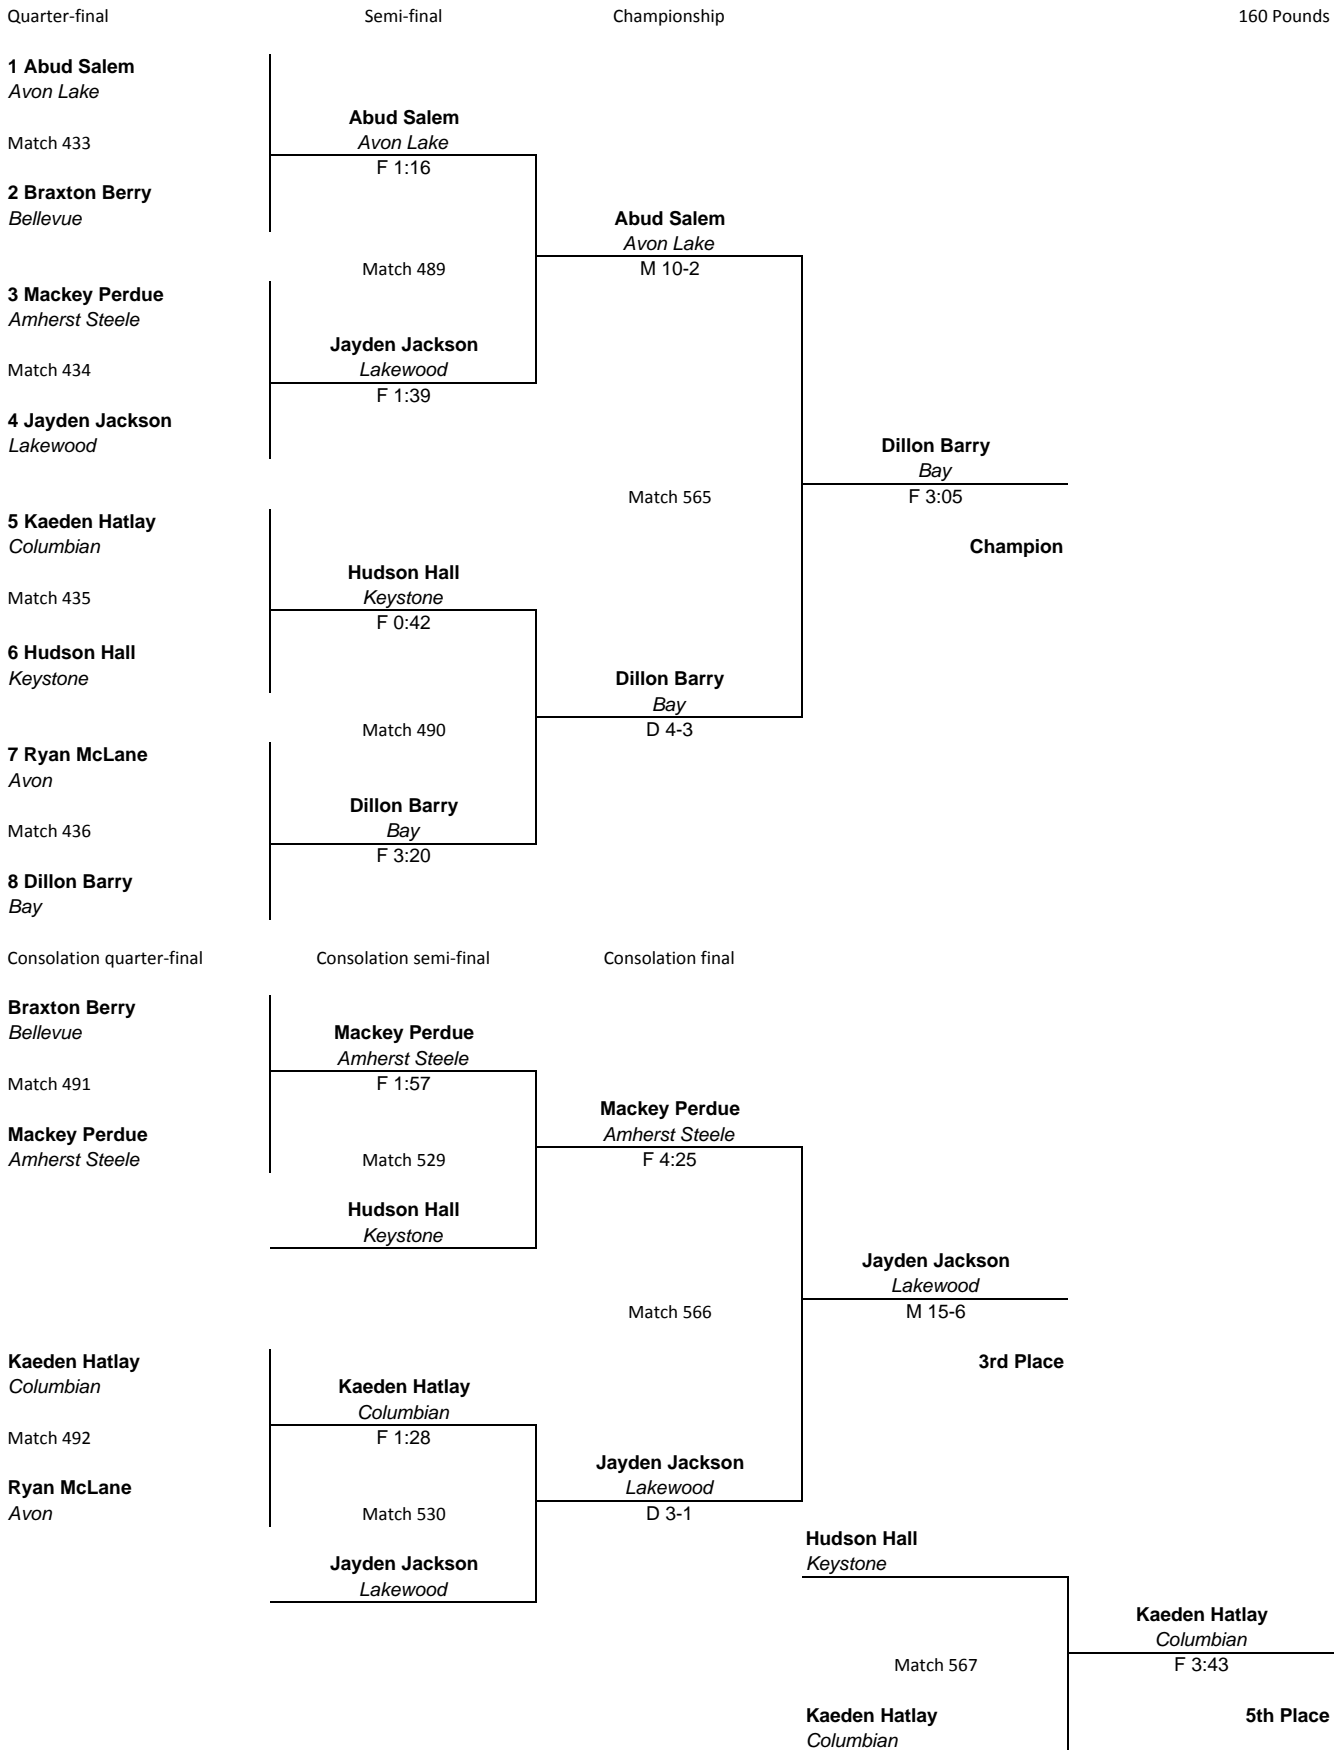 Quarter-final Semi-final Championship 160 Pounds
1 Abud Salem
Avon Lake
Abud Salem
Match 433 Avon Lake
F 1:16
2 Braxton Berry
Bellevue Abud Salem
Avon Lake
Match 489 M 10-2
3 Mackey Perdue
Amherst Steele
Jayden Jackson
Match 434 Lakewood
F 1:39
4 Jayden Jackson
Lakewood Dillon Barry
Bay
Match 565 F 3:05
5 Kaeden Hatlay
Columbian Champion
Hudson Hall
Match 435 Keystone
F 0:42
6 Hudson Hall
Keystone Dillon Barry
Bay
Match 490 D 4-3
7 Ryan McLane
Avon
Dillon Barry
Match 436 Bay
F 3:20
8 Dillon Barry
Bay
Consolation quarter-final Consolation semi-final Consolation final
Braxton Berry
Bellevue Mackey Perdue
Amherst Steele
Match 491 F 1:57
Mackey Perdue
Mackey Perdue Amherst Steele
Amherst Steele Match 529 F 4:25
Hudson Hall
Keystone
Jayden Jackson
Lakewood
Match 566 M 15-6
Kaeden Hatlay 3rd Place
Columbian Kaeden Hatlay
Columbian
Match 492 F 1:28
Jayden Jackson
Ryan McLane Lakewood
Avon Match 530 D 3-1
Hudson Hall
Jayden Jackson Keystone
Lakewood
Kaeden Hatlay
Columbian
Match 567 F 3:43
Kaeden Hatlay 5th Place
Columbian